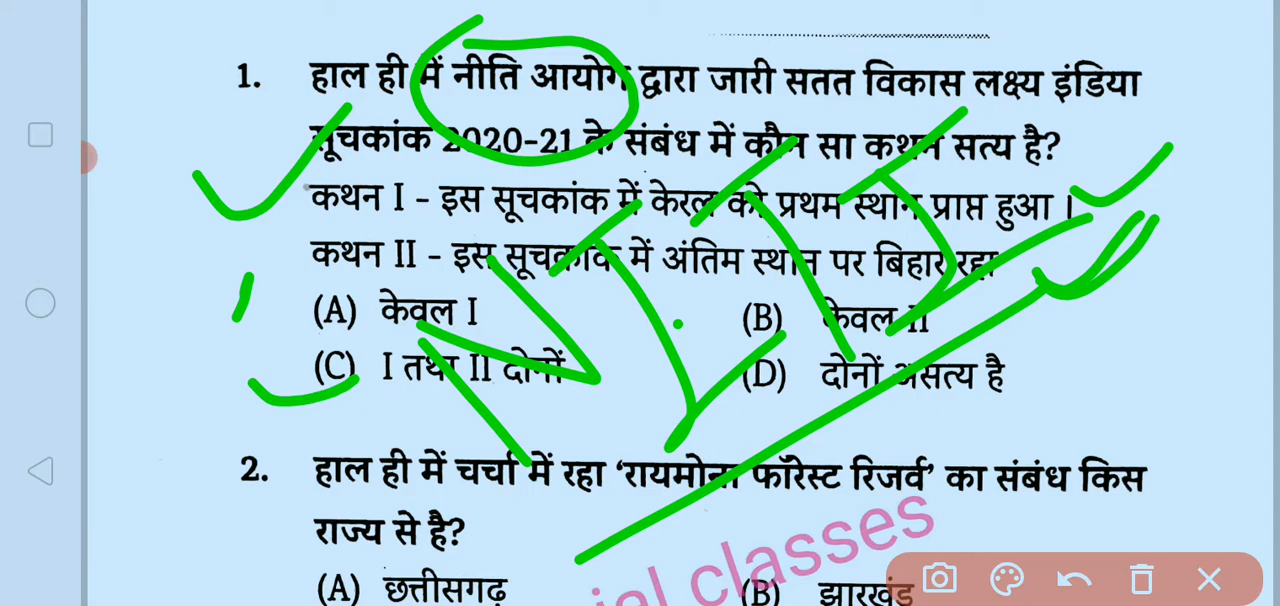 1. हाल ही में नीति आयोग द्वारा जारी सतत विकास लक्ष्य इंडिया
सूचकांक 2020-21 के संबंध में कौन सा कथन सत्य है?
कथन I - इस सूचकांक में केरल को प्रथम स्थान प्राप्त हुआ ।
कथन II - इस सूचकांक में अंतिम स्थान पर बिहार रहा
(A) केवल I (B) केवल II
(C) I तथा II दोनों (D) दोनों असत्य है
2. हाल ही में चर्चा में रहा ‘रायमोना फॉरेस्ट रिजर्व’ का संबंध किस
राज्य से है?
(A) छत्तीसगढ़ (B) झारखंड
classes